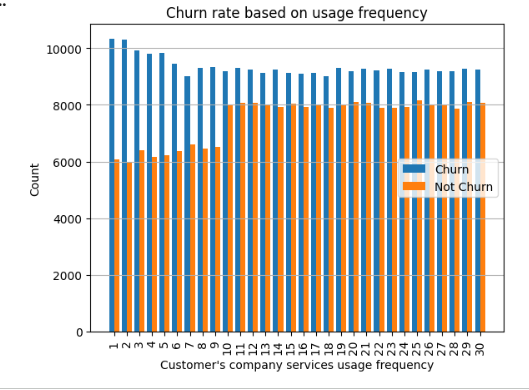 ..
Churn rate based on usage frequency
10000
8000
6000
4000
2000
0
Count
Churn
Not Churn
1 2 3 4 5 6 7 8 9 10 11 12 13 14 15 16 17 18 19 20 21 22 23 24 25 26 27 28 29 30
Customer's company services usage frequency